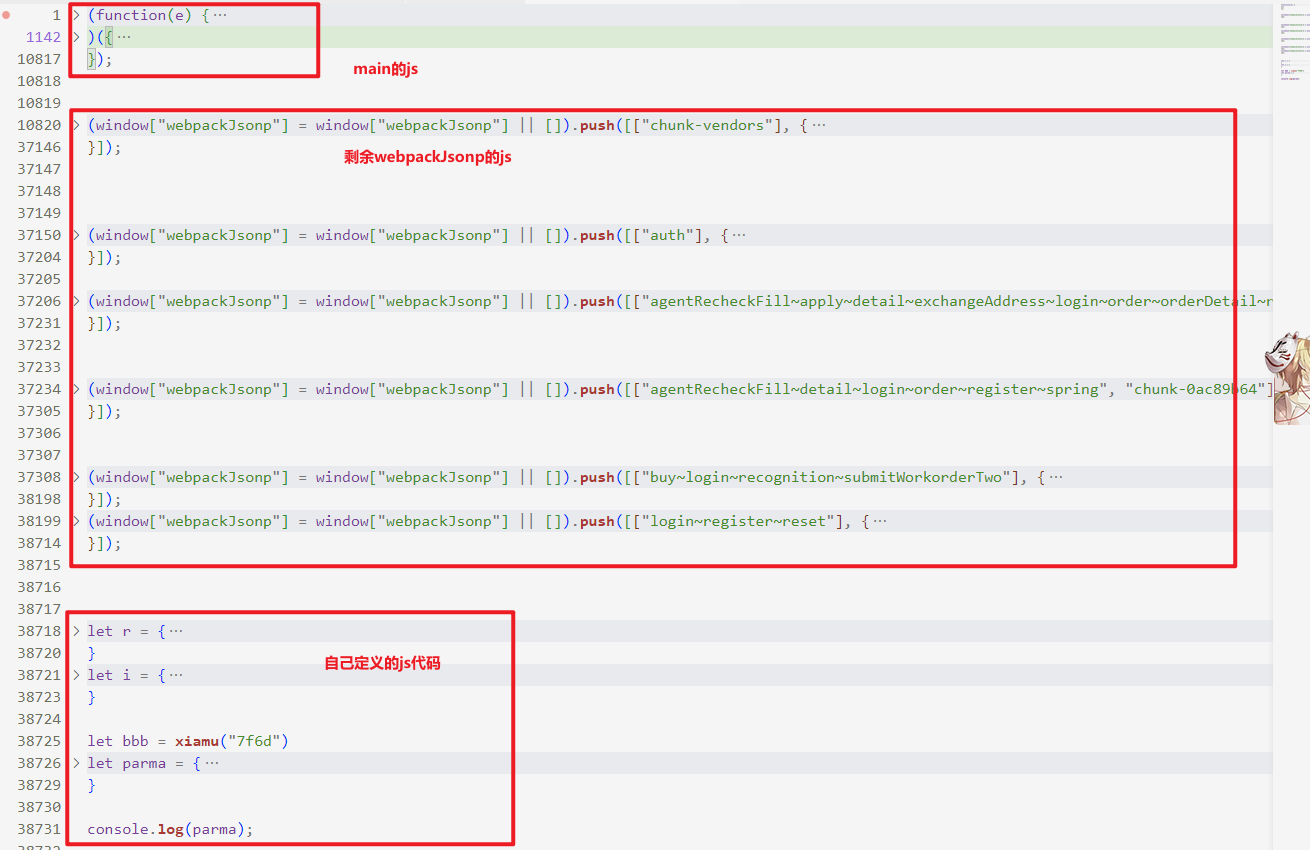 1 > (function(e) {···
1142 > )({ ···
10817 });
main的js
10818
10819
10820 > (window["webpackJsonp"] = window["webpackJsonp"] || []).push([["chunk-vendors"], {···
37146 }]);
剩余webpackJsonp的js
37147
37148
37149
37150 > (window["webpackJsonp"] = window["webpackJsonp"] || []).push([["auth"], {···
37204 }]);
37205
37206 > (window["webpackJsonp"] = window["webpackJsonp"] || []).push([["agentRecheckFill~apply~detail~exchangeAddress~login~order~orderDetail~r
37231 }]);
37232
37233
37234 > (window["webpackJsonp"] = window["webpackJsonp"] || []).push([["agentRecheckFill~detail~login~order~register~spring", "chunk-0ac89b64"]
37305 }]);
37306
37307
37308 > (window["webpackJsonp"] = window["webpackJsonp"] || []).push([["buy~login~recognition~submitWorkorderTwo"], {···
38198 }]);
38199 > (window["webpackJsonp"] = window["webpackJsonp"] || []).push([["login~register~reset"], {···
38714 }]);
38715
38716
38717
38718 > let r = {···
38720 }
自己定义的js代码
38721 > let i = {···
38723 }
38724
38725 let bbb = xiamu("7f6d")
38726 > let parma = {···
38729 }
38730
38731 console.log(parma);